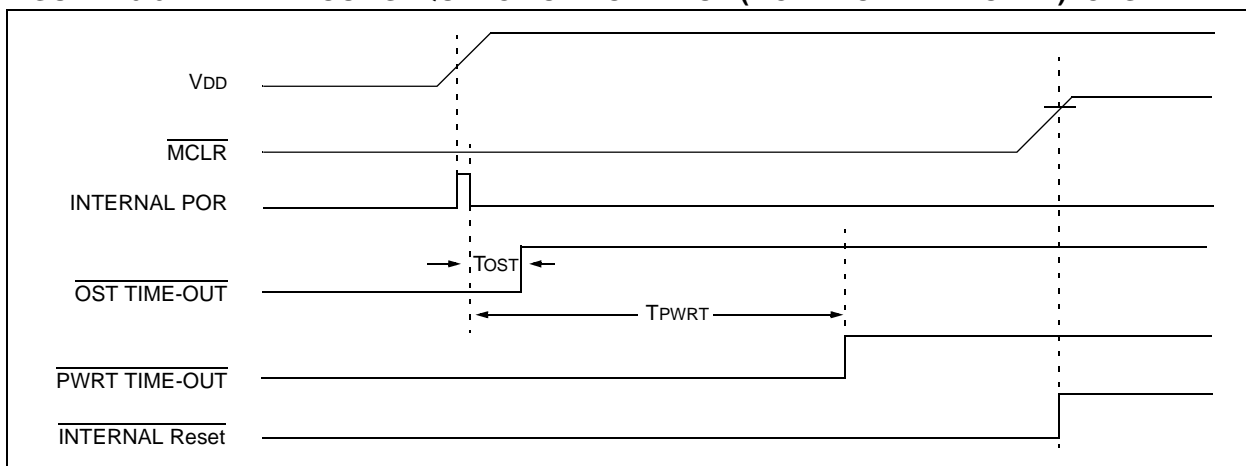 VDD
MCLR
INTERNAL POR
TOST
OST TIME-OUT
TPWRT
PWRT TIME-OUT
INTERNAL Reset